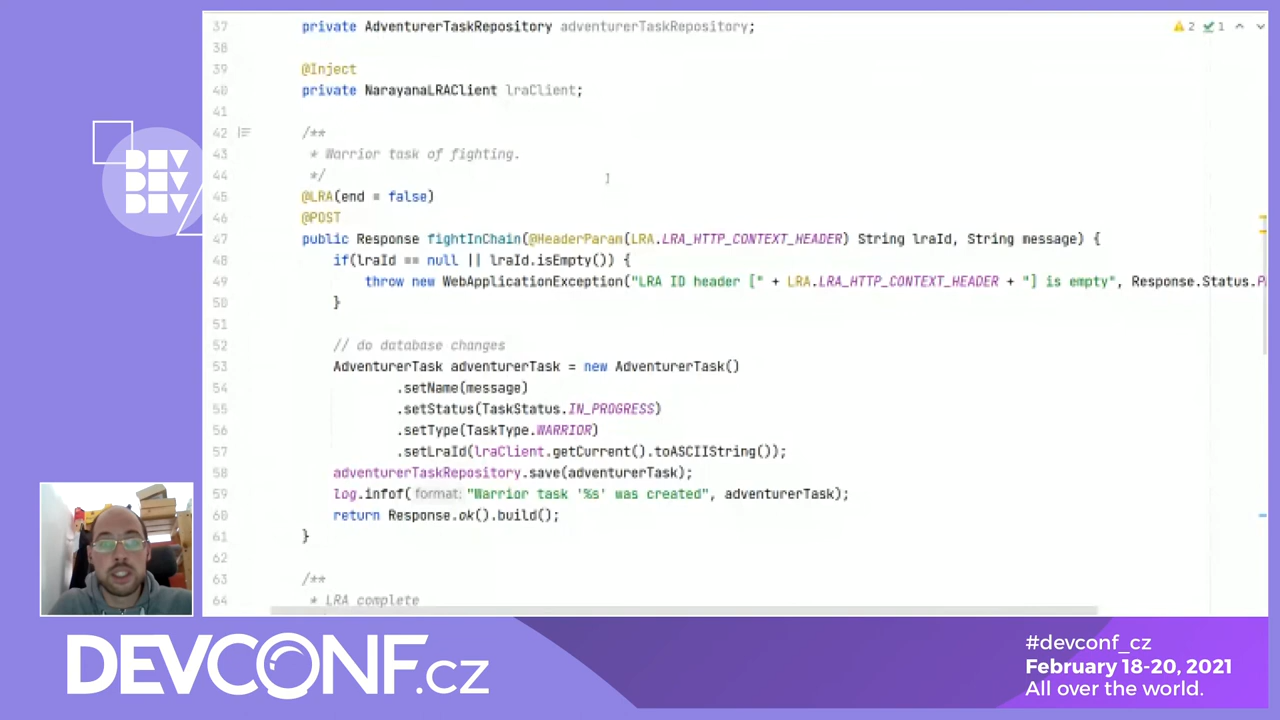 37 private AdventurerTaskRepository adventurerTaskRepository;
2 1
38
39 @Inject
40 private NarayanaLRAClient lraClient;
41
42 /**
43 * Warrior task of fighting.
44 */
45 @LRA(end = false)
46 @POST
47 public Response fightInChain(@HeaderParam(LRA.LRA_HTTP_CONTEXT_HEADER) String lraId, String message) {
48 if(lraId == null || lraId.isEmpty()) {
49 throw new WebApplicationException("LRA ID header [" + LRA.LRA_HTTP_CONTEXT_HEADER + "] is empty", Response.Status.
50 }
51
52 // do database changes
53 AdventurerTask adventurerTask = new AdventurerTask()
54 .setName(message)
55 .setStatus(TaskStatus.IN_PROGRESS)
56 .setType(TaskType.WARRIOR)
57 .setLraId(lraClient.getCurrent().toASCIIString());
58 adventurerTaskRepository.save(adventurerTask);
59 log.infof( format: "Warrior task '%s' was created", adventurerTask);
60 return Response.ok().build();
61 }
62
63 /**
64 * LRA complete
DEV
DEV
DEV
DEVCONF.cz
#devconf_cz
February 18-20, 2021
All over the world.